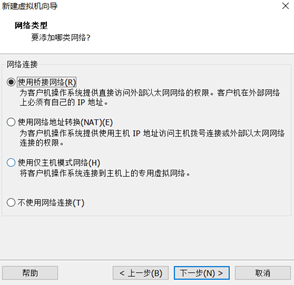 新建虚拟机向导
网络类型
要添加哪类网络?
网络连接
使用桥接网络(R)
为客户机操作系统提供直接访问外部以太网网络的权限。客户机在外部网络
上必须有自己的 IP 地址。
使用网络地址转换(NAT)(E)
为客户机操作系统提供使用主机 IP 地址访问主机拨号连接或外部以太网网络
连接的权限。
使用仅主机模式网络(H)
将客户机操作系统连接到主机上的专用虚拟网络。
不使用网络连接(T)
帮助
< 上一步(B)
下一步(N) >
取消